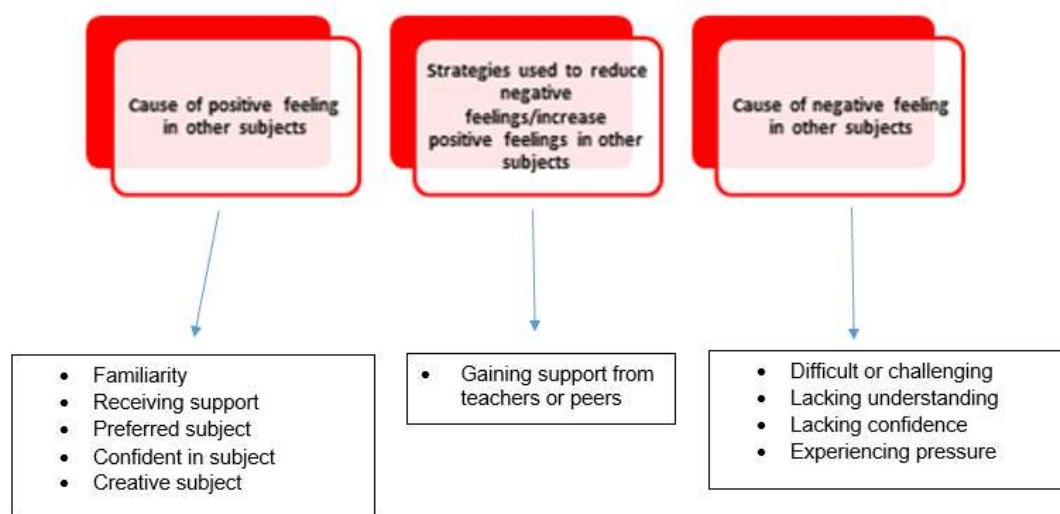 Cause of positive feeling
in other subjects
Strategies used to reduce
negative
feelings/increase
positive feelings in other
subjects
Cause of negative feeling
in other subjects
• Familiarity
• Receiving support
• Preferred subject
• Confident in subject
• Creative subject
• Gaining support from
teachers or peers
• Difficult or challenging
• Lacking understanding
• Lacking confidence
• Experiencing pressure